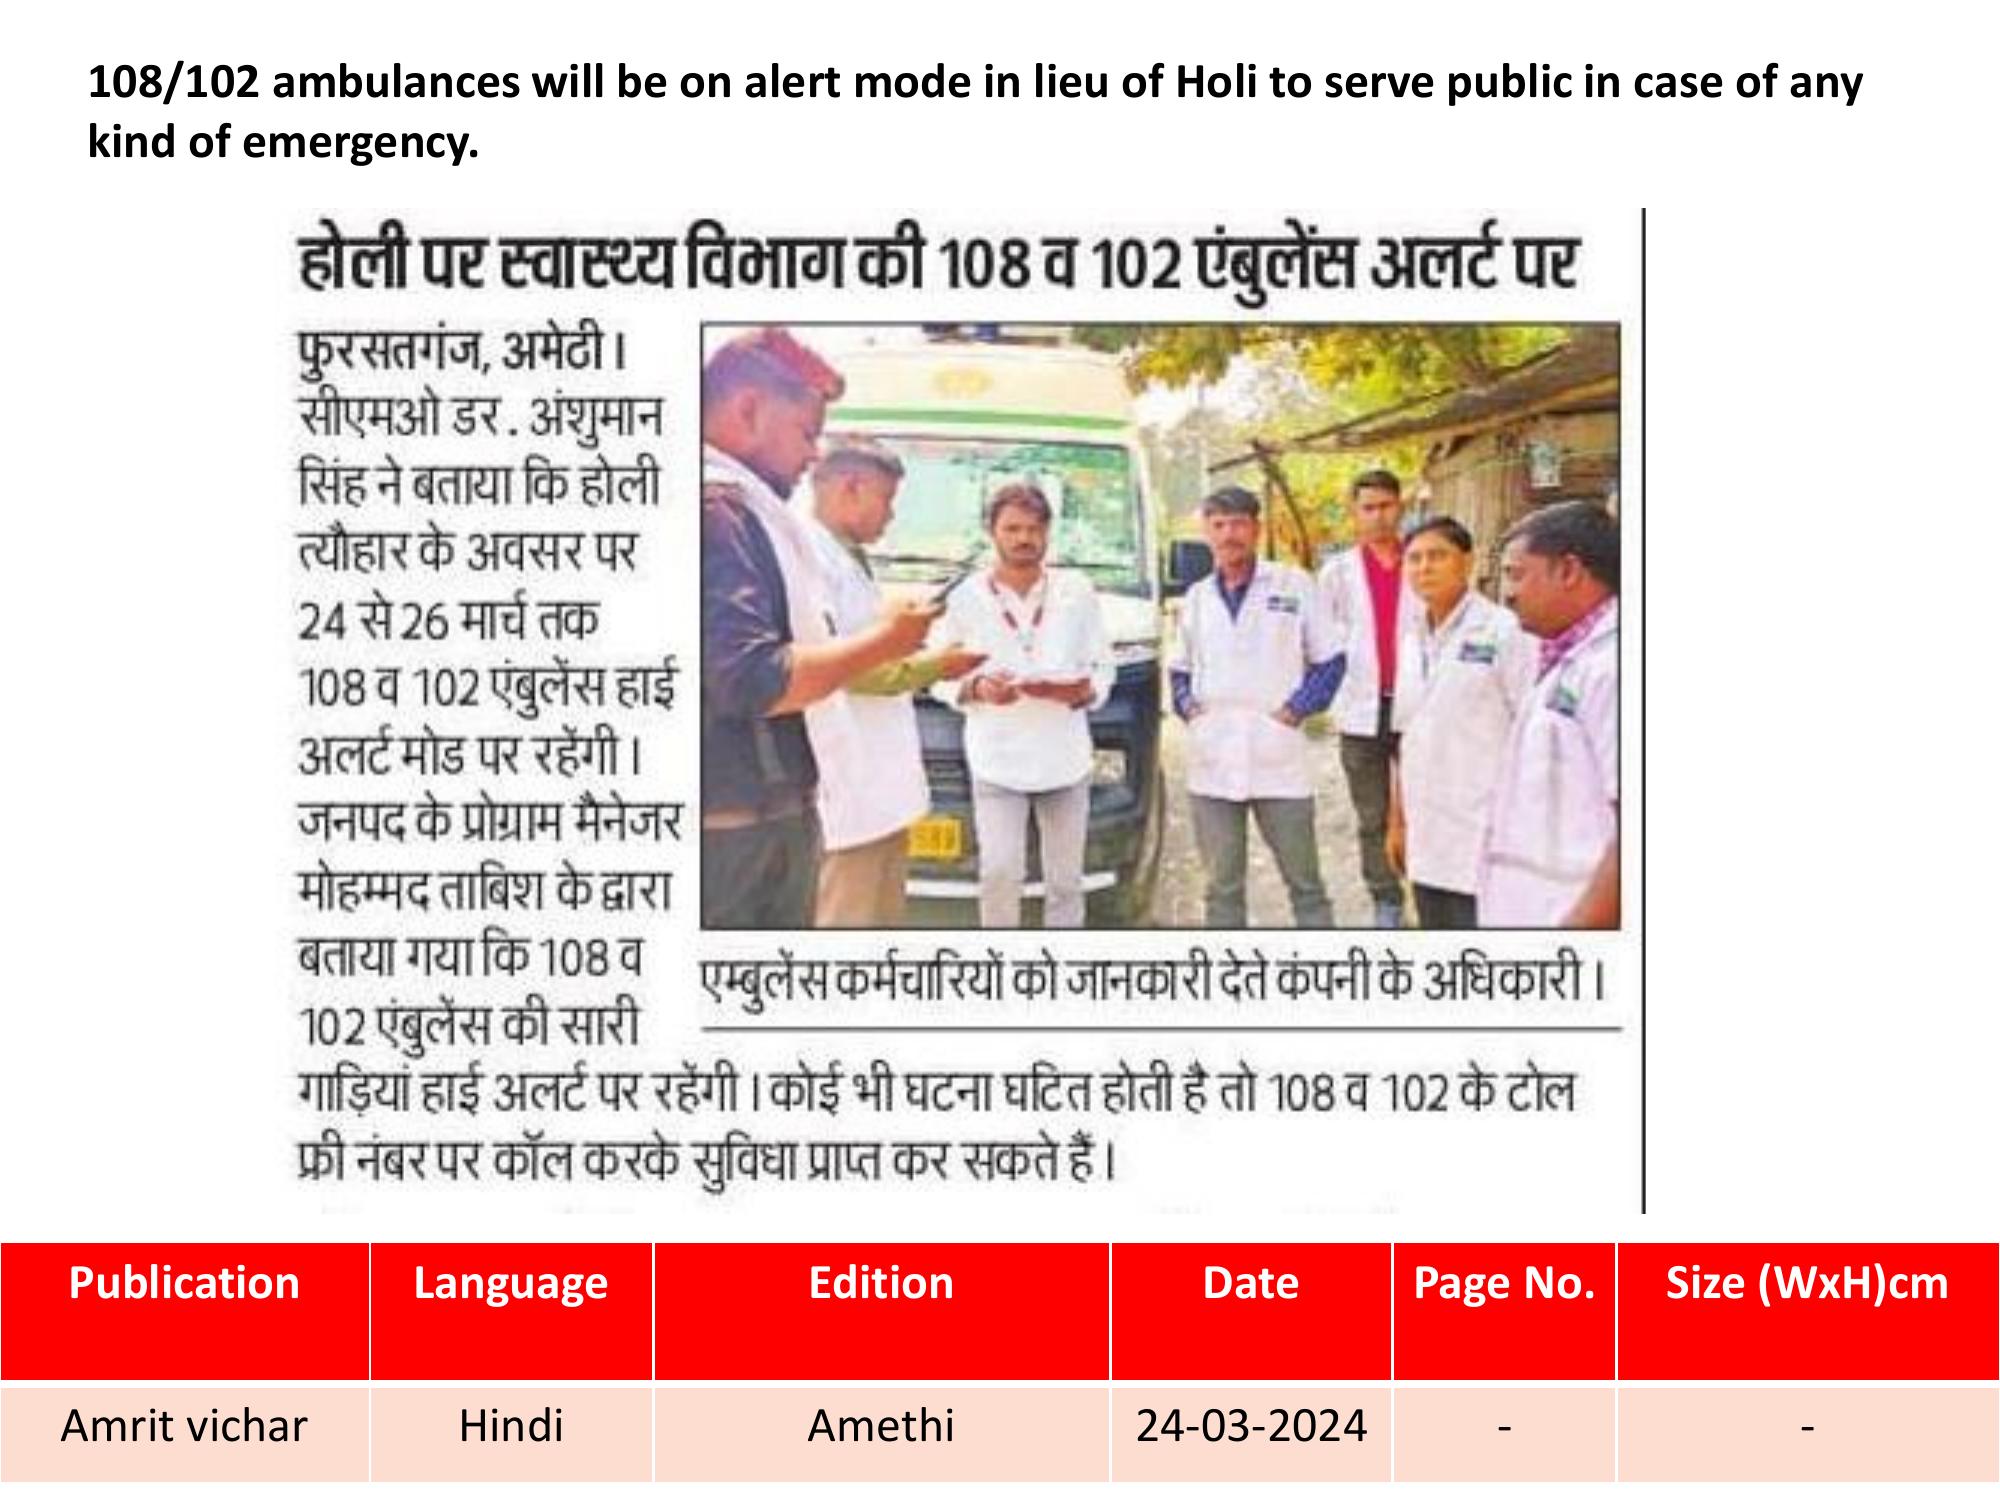 108/102 ambulances will be on alert mode in lieu of Holi to serve public in case of any
kind of emergency.
होली पर स्वास्थ्य विभाग की 108 व 102 एंबुलेंस अलर्ट पर
फुरसतगंज, अमेठी।
सीएमओ डर. अंशुमान
सिंह ने बताया कि होली
त्यौहार के अवसर पर
24 से 26 मार्च तक
108 व 102 एंबुलेंस हाई
अलर्ट मोड पर रहेंगी।
जनपद के प्रोग्राम मैनेजर
मोहम्मद ताबिश के द्वारा
बताया गया कि 108 व
102 एंबुलेंस की सारी
गाड़ियां हाई अलर्ट पर रहेंगी। कोई भी घटना घटित होती है तो 108 व 102 के टोल
फ्री नंबर पर कॉल करके सुविधा प्राप्त कर सकते हैं।
एम्बुलेंस कर्मचारियों को जानकारी देते कंपनी के अधिकारी।
Publication Language Edition Date Page No. Size (WxH)cm
Amrit vichar Hindi Amethi 24-03-2024 - -